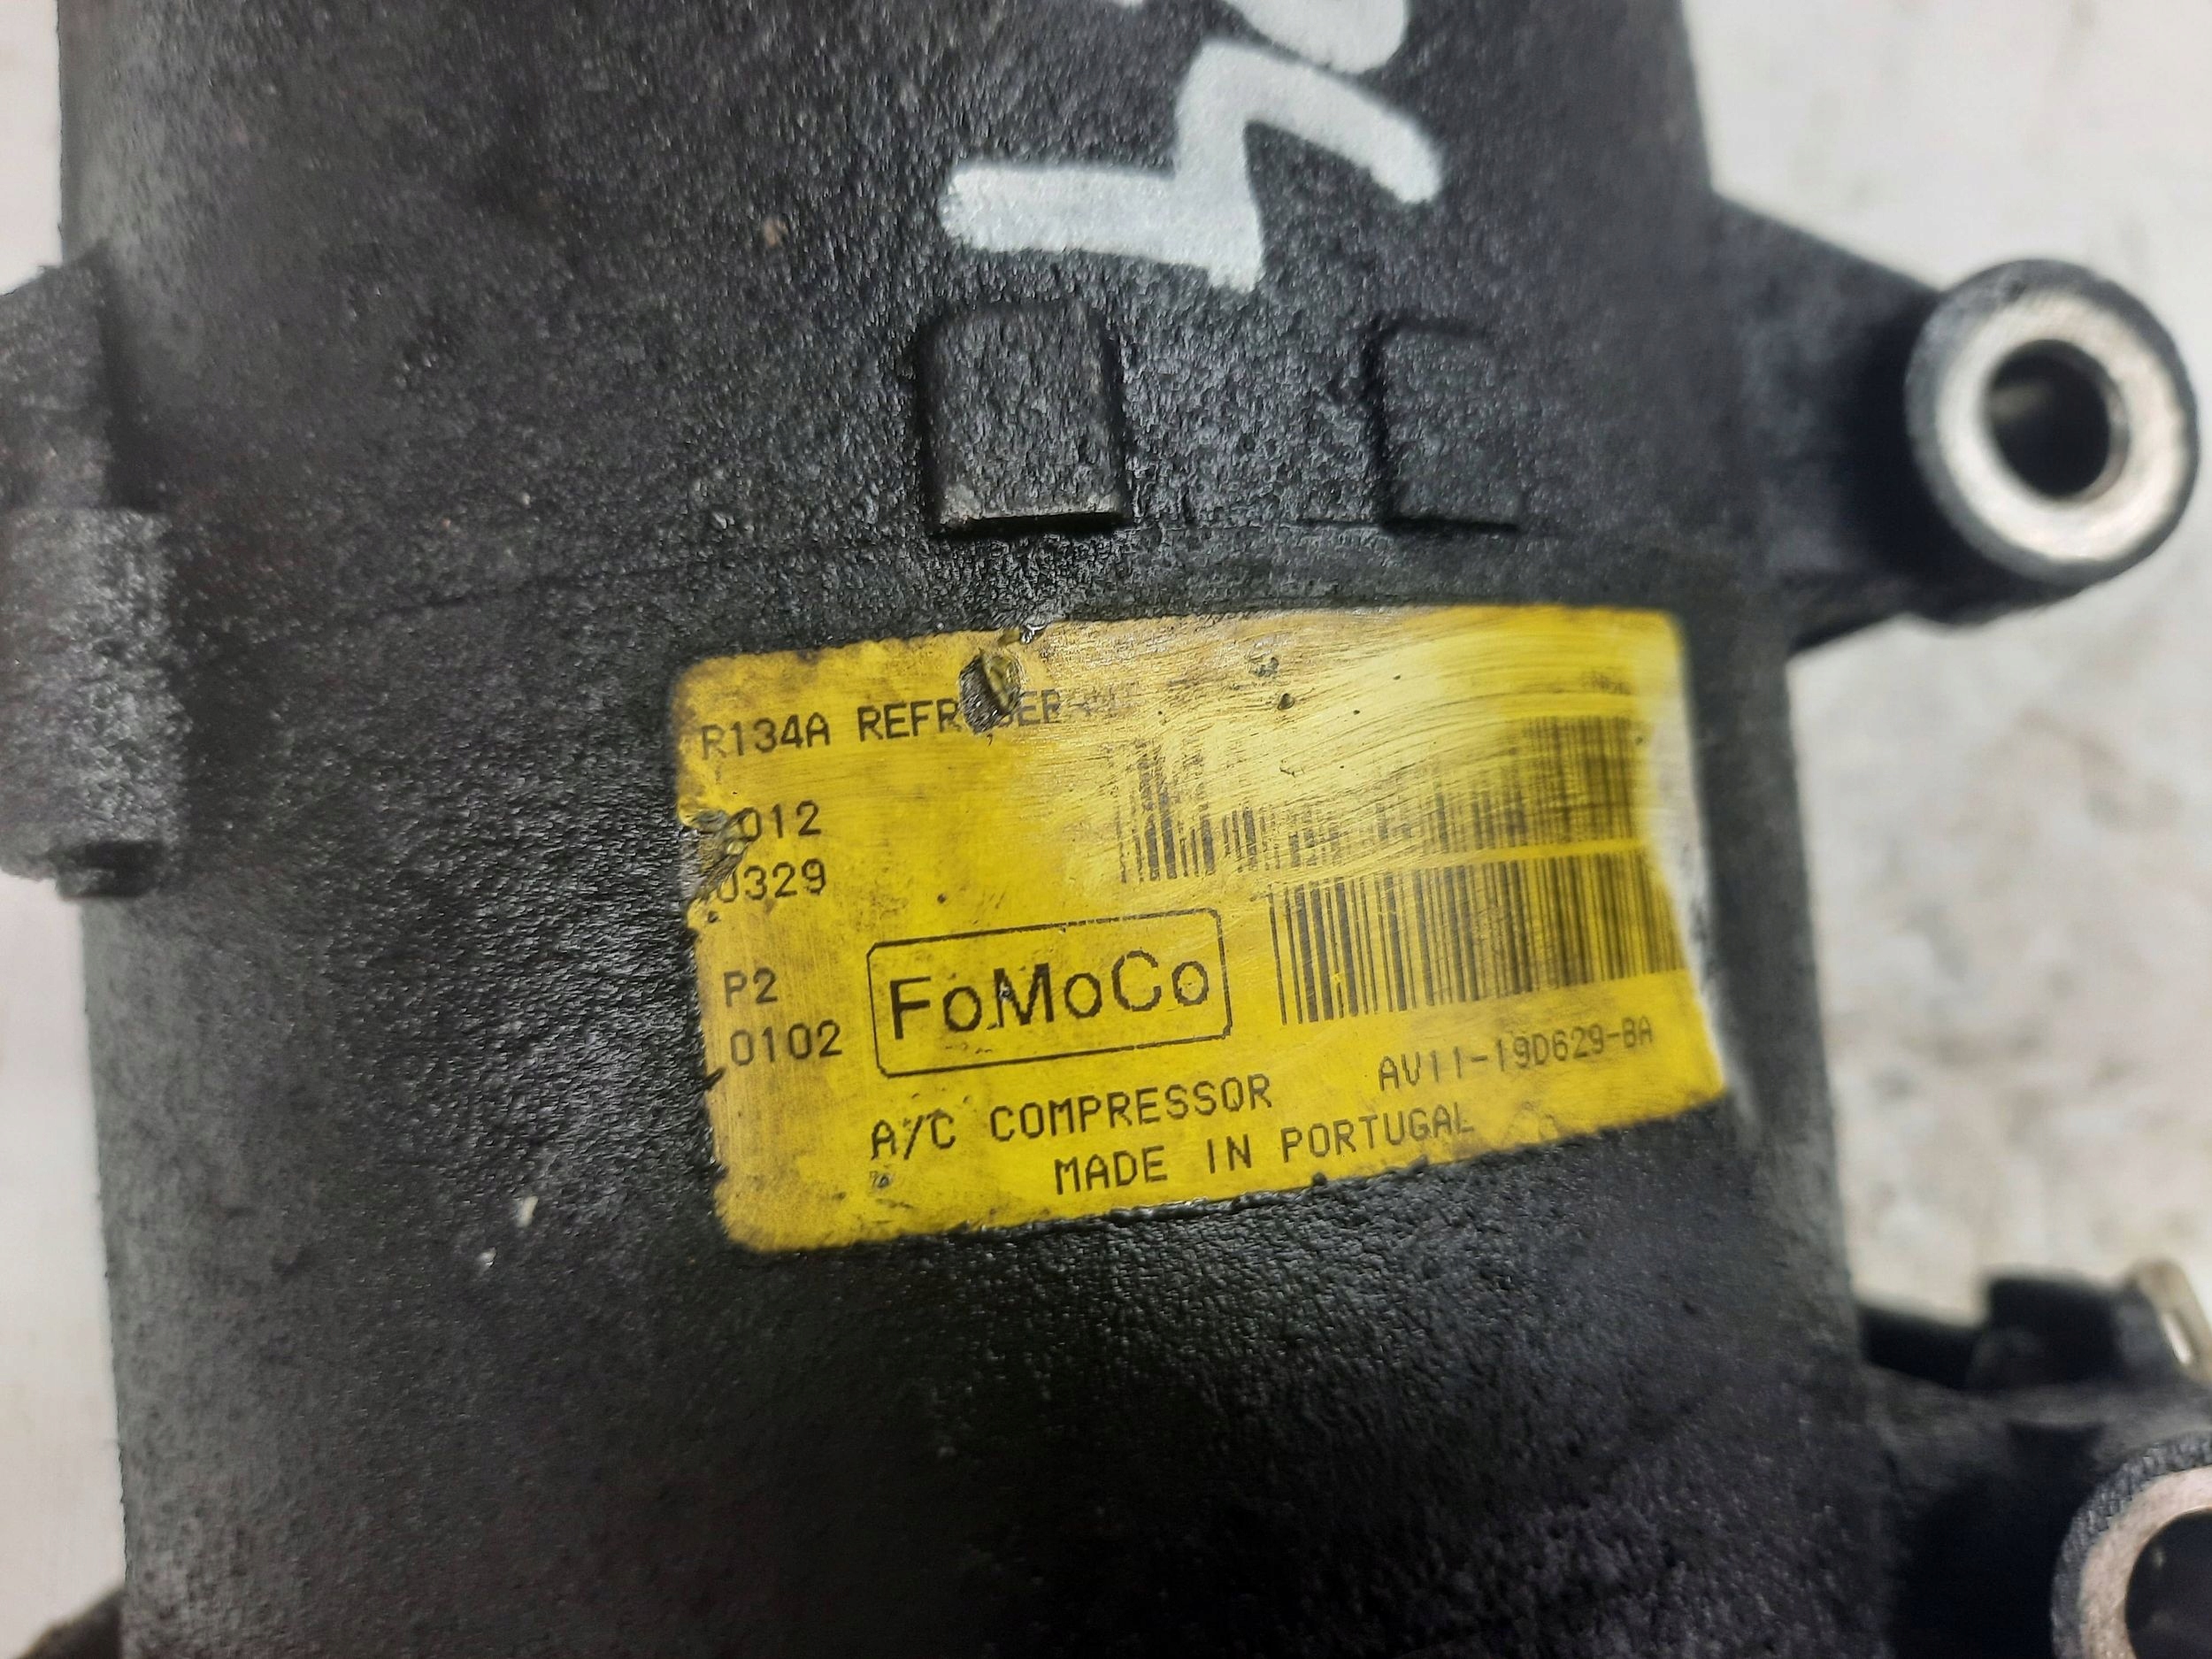 R134A
012
0329
P2
0102
FoMoCo
A/C COMPRESSOR AV11-19D629-BA
MADE IN PORTUGAL